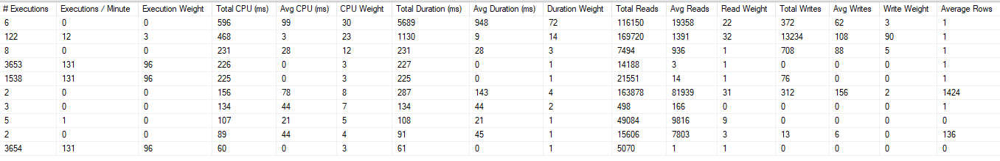 # Executions Executions / Minute Execution Weight Total CPU (ms) Avg CPU (ms) CPU Weight Total Duration (ms) Avg Duration (ms) Duration Weight Total Reads Avg Reads Read Weight Total Writes Avg Writes Write Weight Average Rows
6 0 0 596 99 30 5689 948 72 116150 19358 22 372 62 3 1
122 12 3 468 3 23 1130 9 14 169720 1391 32 13234 108 90 1
8 0 0 231 28 12 231 28 3 7494 936 1 708 88 5 1
3653 131 96 226 0 3 227 0 1 14188 3 1 0 0 0 1
1538 131 96 225 0 3 225 0 1 21551 14 1 76 0 0 1
2 0 0 156 78 8 287 143 4 163878 81939 31 312 156 2 1424
3 0 0 134 44 7 134 44 2 498 166 0 0 0 0 1
5 1 0 107 21 5 108 21 1 49084 9816 9 0 0 0 0
2 0 0 89 44 4 91 45 1 15606 7803 3 13 6 0 136
3654 131 96 60 0 3 61 0 1 5070 1 1 0 0 0 0